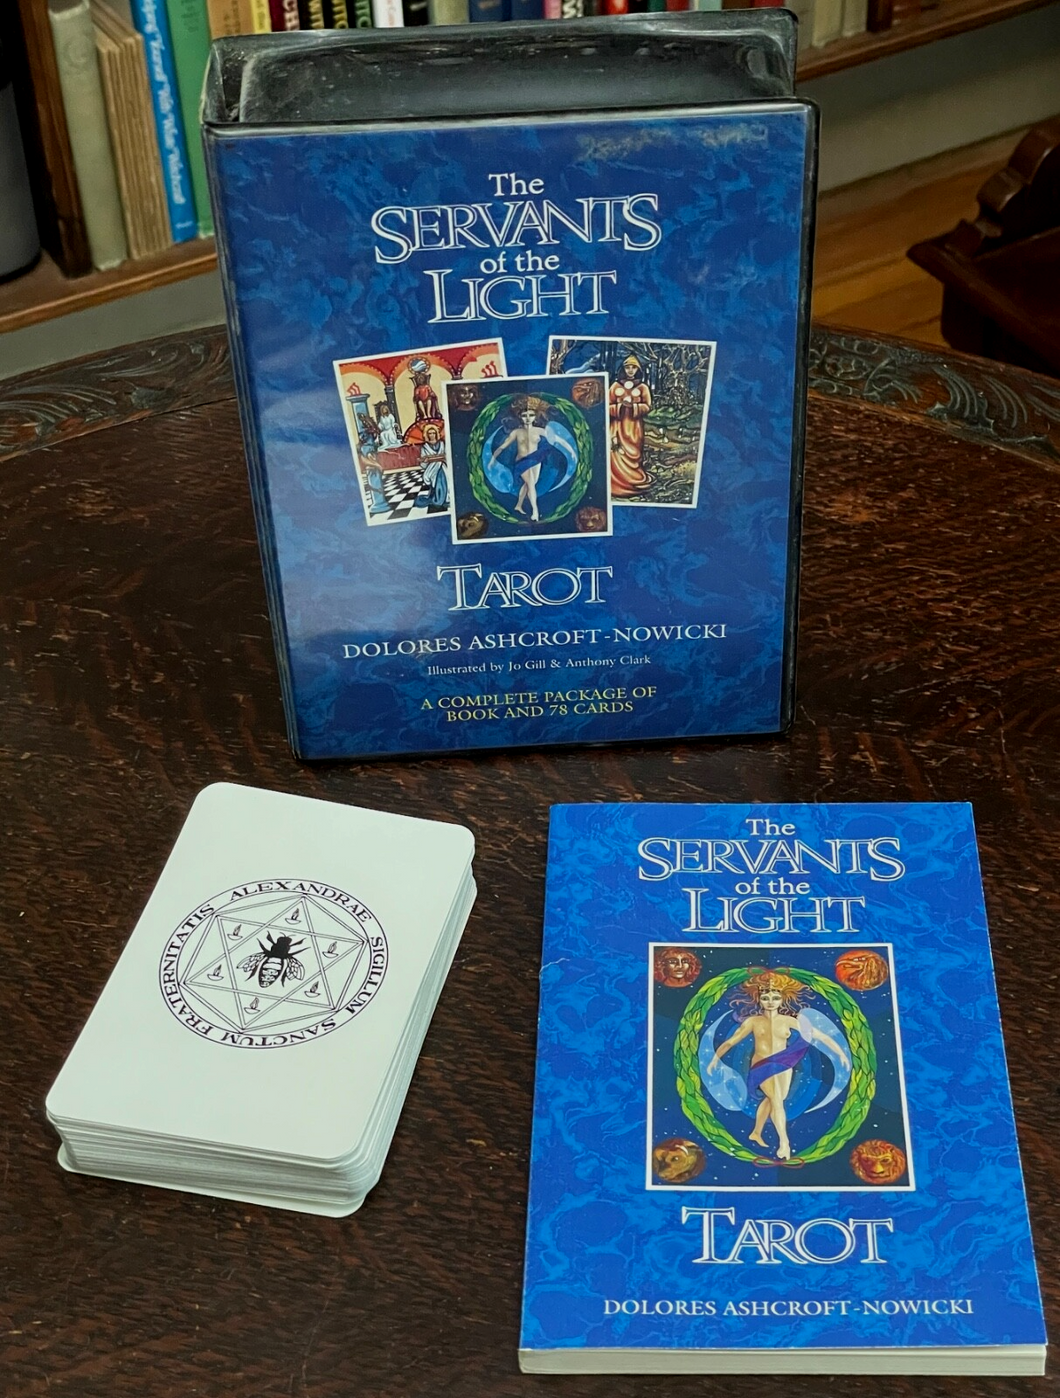 The
SERVANTS
of the
LIGHT
TAROT
DOLORES ASHCROFT-NOWICKI
Illustrated by Jo Gill & Anthony Clark
A COMPLETE PACKAGE OF
BOOK AND 78 CARDS
SIGILLUM SANCTUM FRATERNITATIS ALEXANDRAE
The
SERVANTS
of the
LIGHT
TAROT
DOLORES ASHCROFT-NOWICKI